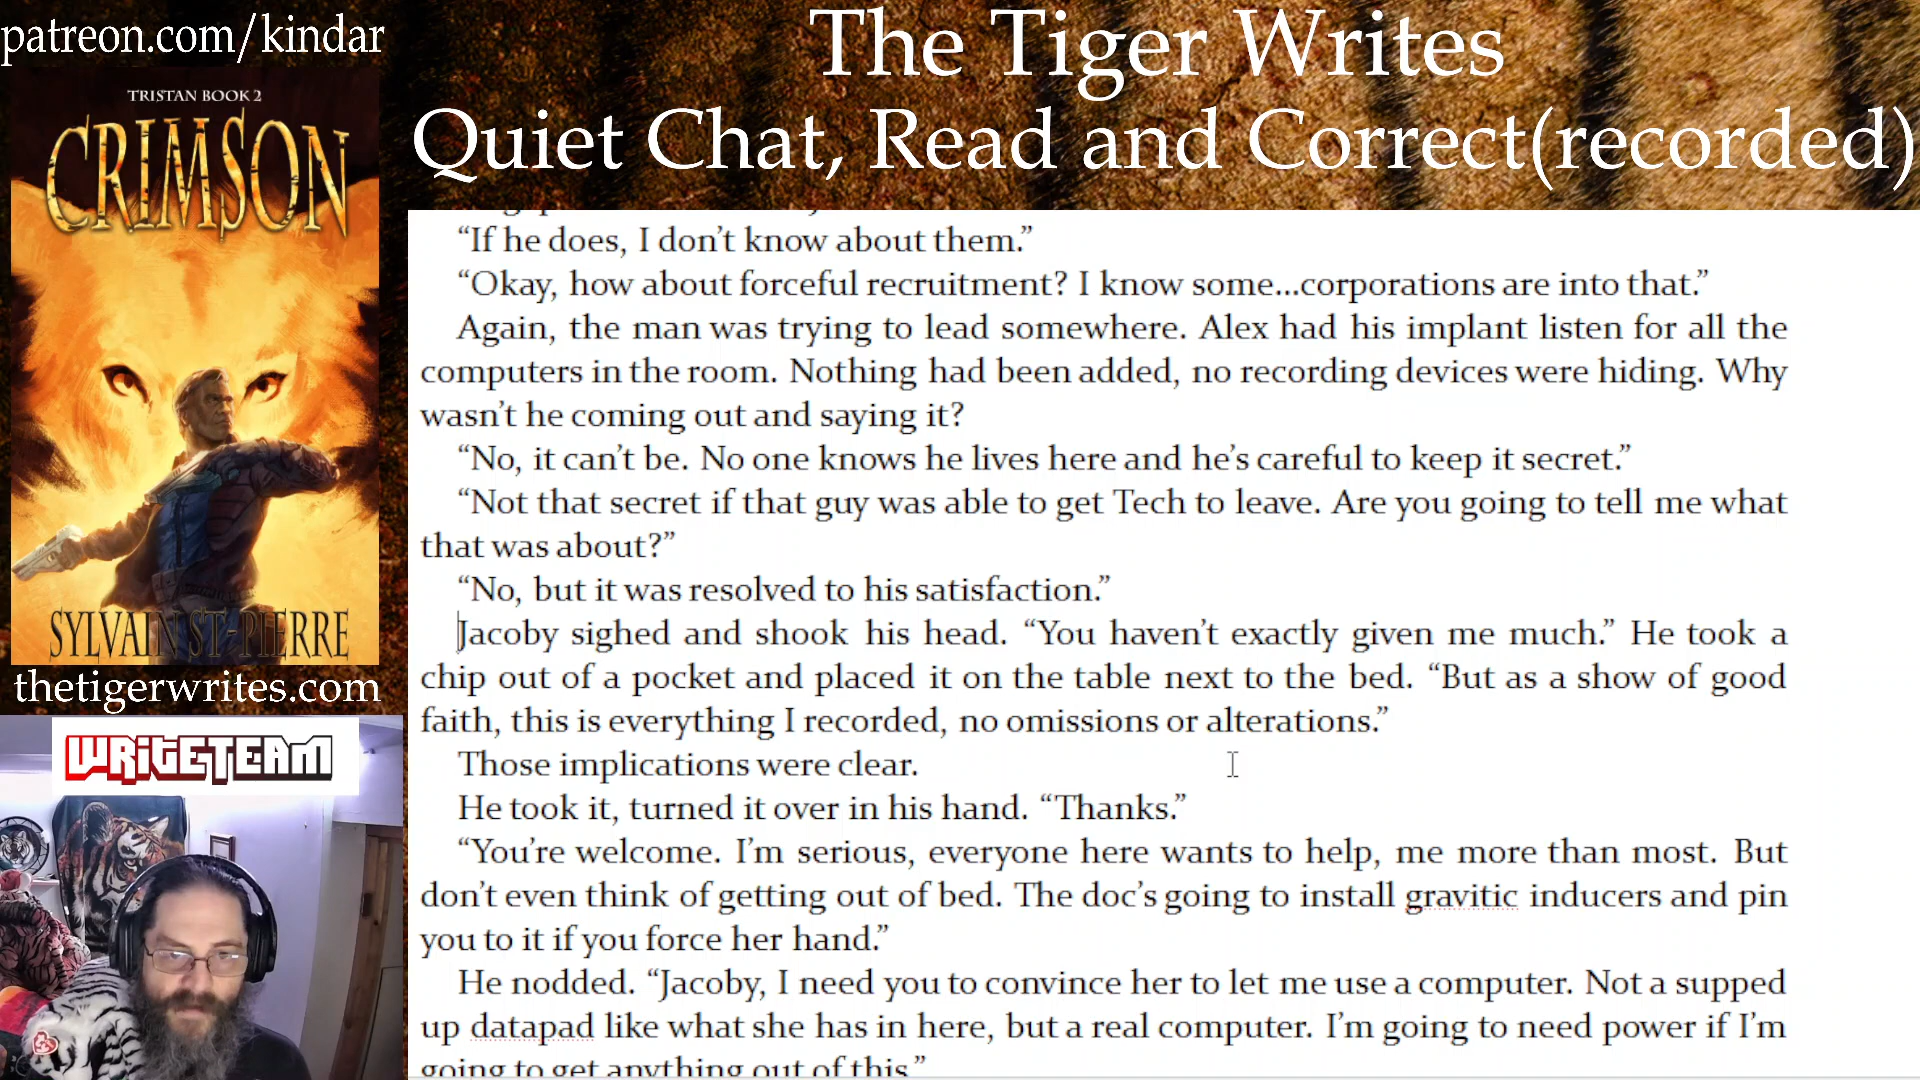 patreon.com/kindar
The Tiger Writes
Quiet Chat, Read and Correct(recorded)
TRISTAN BOOK 2
CRIMSON
SYLVAIN ST-PIERRE
thetigerwrites.com
WRITETEAM
“If he does, I don’t know about them.”
“Okay, how about forceful recruitment? I know some...corporations are into that.”
Again, the man was trying to lead somewhere. Alex had his implant listen for all the
computers in the room. Nothing had been added, no recording devices were hiding. Why
wasn’t he coming out and saying it?
“No, it can’t be. No one knows he lives here and he’s careful to keep it secret.”
“Not that secret if that guy was able to get Tech to leave. Are you going to tell me what
that was about?”
“No, but it was resolved to his satisfaction.”
Jacoby sighed and shook his head. “You haven’t exactly given me much.” He took a
chip out of a pocket and placed it on the table next to the bed. “But as a show of good
faith, this is everything I recorded, no omissions or alterations.”
Those implications were clear.
He took it, turned it over in his hand. “Thanks.”
“You’re welcome. I’m serious, everyone here wants to help, me more than most. But
don’t even think of getting out of bed. The doc’s going to install gravitic inducers and pin
you to it if you force her hand.”
He nodded. “Jacoby, I need you to convince her to let me use a computer. Not a supped
up datapad like what she has in here, but a real computer. I’m going to need power if I’m
going to get anything out of this.”